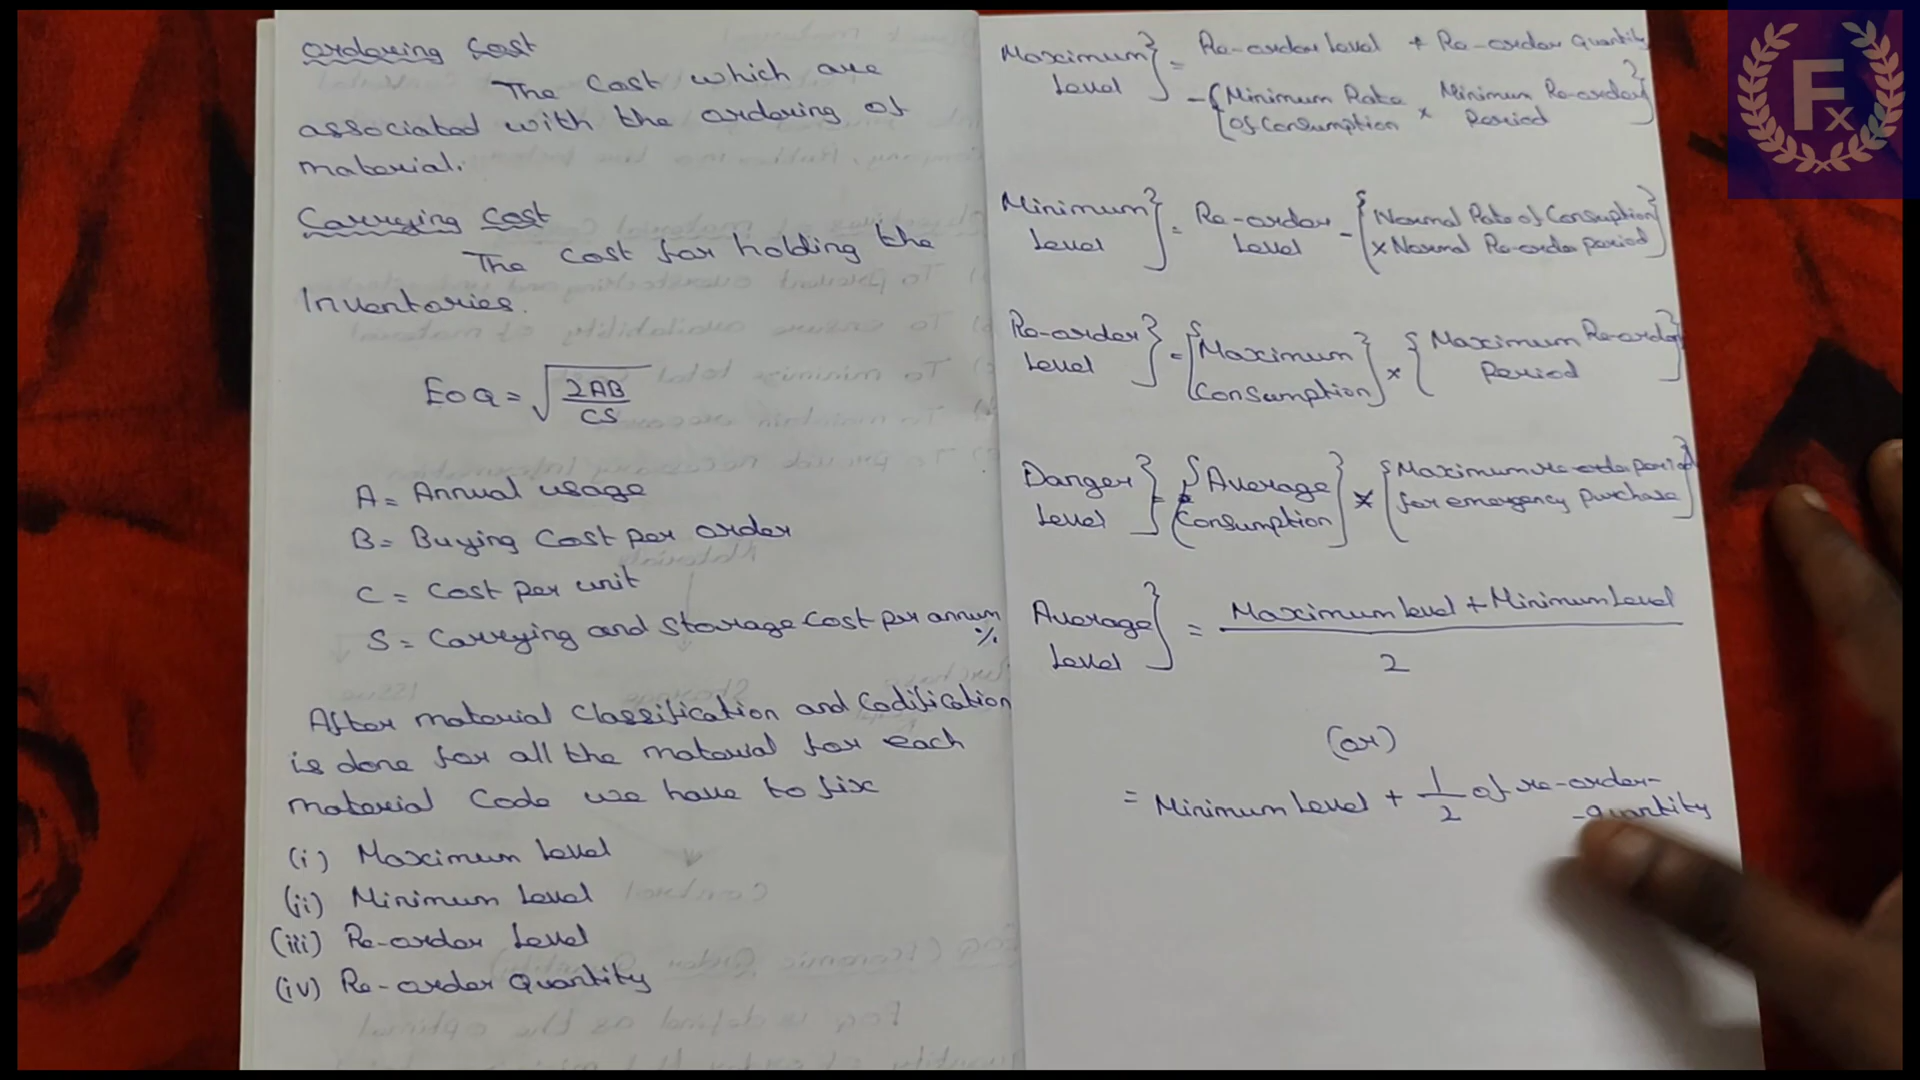 Ordering Cost
The Cost which are
associated with the ordering of
material.
Carrying Cost
The Cost for holding the
Inventories.
EOQ = √2AB/CS
A = Annual usage
B = Buying Cost per order
C = Cost per unit
S = Carrying and Storage Cost per annum
%
After material Classification and Codification
is done for all the material for each
material Code we have to fix
(i) Maximum Level
(ii) Minimum Level
(iii) Re-order Level
(iv) Re-order Quantity
Maximum Level } = Re-order level + Re-order Quantity
- { Minimum Rate of Consumption × Minimum Re-order Period }
Minimum Level } = Re-order Level - { Normal Rate of Consuption
× Normal Re-order period }
Re-order Level } = { Maximum Consumption } × { Maximum Re-order Period }
Danger Level } = { Average Consumption } × { Maximum re-order period
for emergency purchase }
Average Level } = Maximum Level + Minimum Level
2
(or)
= Minimum Level + 1/2 of re-order-
-quantity
Fx